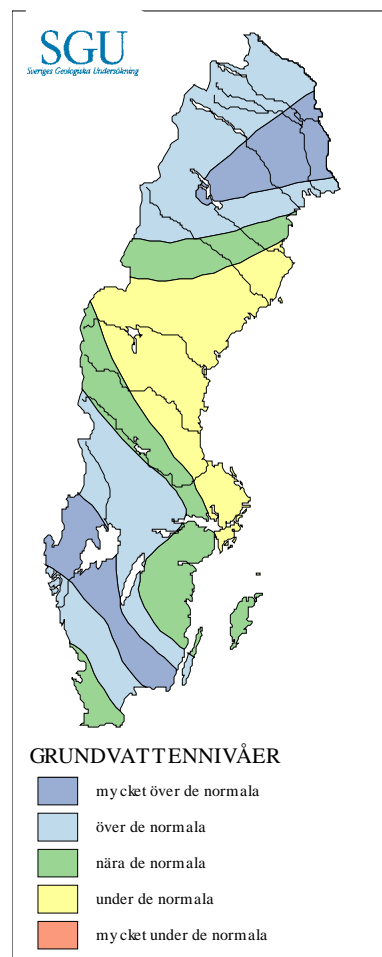 SGU
Sveriges Geologiska Undersökning
GRUNDVATTENNIVÅER
mycket över de normala
över de normala
nära de normala
under de normala
mycket under de normala